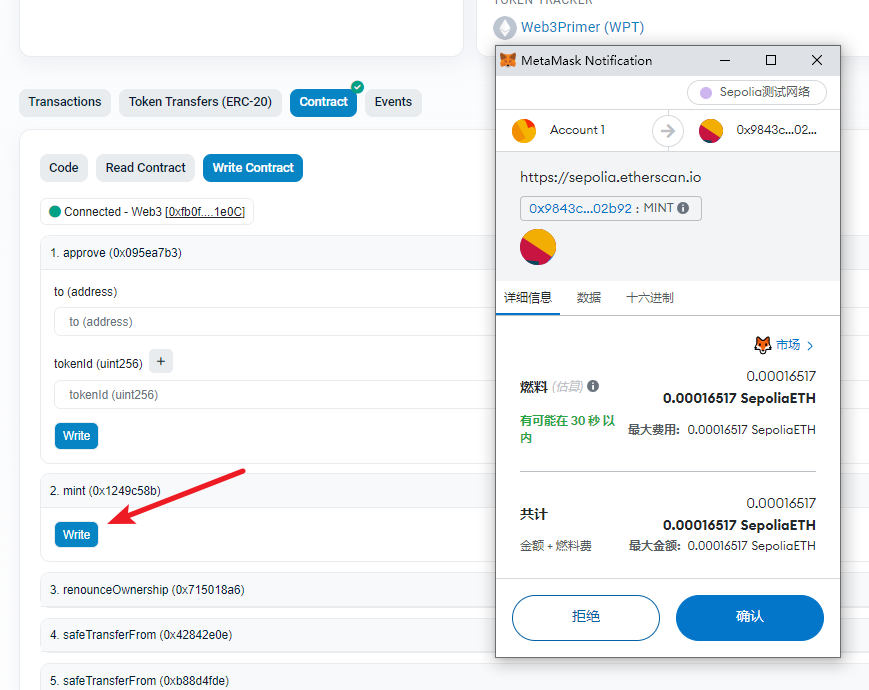 TOKEN TRACKER
Web3Primer (WPT)
Transactions
Token Transfers (ERC-20)
Contract
Events
Code
Read Contract
Write Contract
Connected - Web3 [0xfb0f....1e0C]
1. approve (0x095ea7b3)
to (address)
to (address)
tokenId (uint256) +
tokenId (uint256)
Write
2. mint (0x1249c58b)
Write
3. renounceOwnership (0x715018a6)
4. safeTransferFrom (0x42842e0e)
5. safeTransferFrom (0xb88d4fde)
MetaMask Notification
Sepolia测试网络
Account 1
0x9843c...02...
https://sepolia.etherscan.io
0x9843c...02b92 : MINT
详细信息
数据
十六进制
市场
0.00016517
燃料 (估算) 0.00016517 SepoliaETH
有可能在 30 秒 以
内
最大费用: 0.00016517 SepoliaETH
0.00016517
共计 0.00016517 SepoliaETH
金额 + 燃料费 最大金额: 0.00016517 SepoliaETH
拒绝
确认